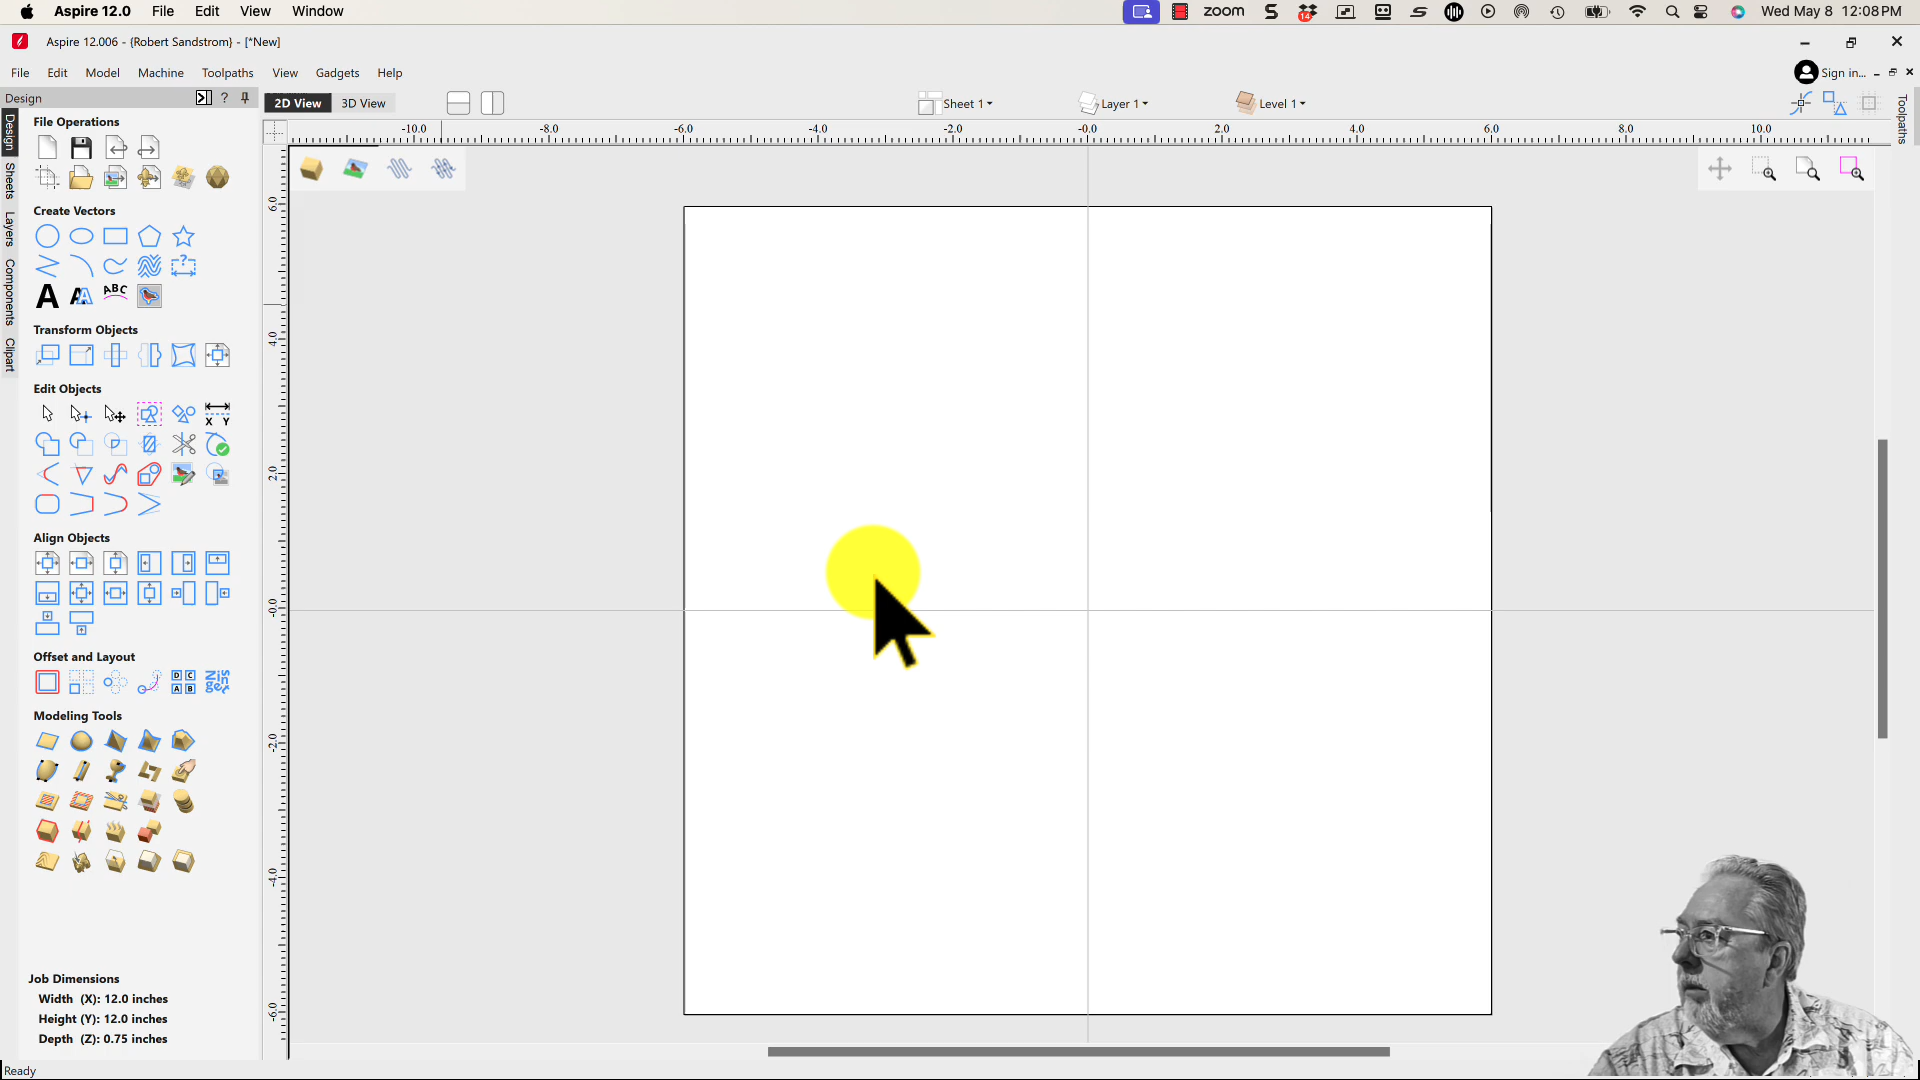 Aspire 12.0 File Edit View Window zoom 14 Wed May 8 12:08 PM
Aspire 12.006 - {Robert Sandstrom} - [*New]
File Edit Model Machine Toolpaths View Gadgets Help Sign in...
Design ? 2D View 3D View Sheet 1 Layer 1 Level 1
Toolpaths
Design
Sheets
Layers
Components
Clipart
-10.0 -8.0 -6.0 -4.0 -2.0 -0.0 2.0 4.0 6.0 8.0 10.0
6.0
4.0
2.0
-0.0
-2.0
-4.0
-6.0
File Operations
Create Vectors
?
A A A ABC
Transform Objects
Edit Objects
X Y
Align Objects
Offset and Layout
D C
A B
Modeling Tools
Job Dimensions
Width (X): 12.0 inches
Height (Y): 12.0 inches
Depth (Z): 0.75 inches
Ready